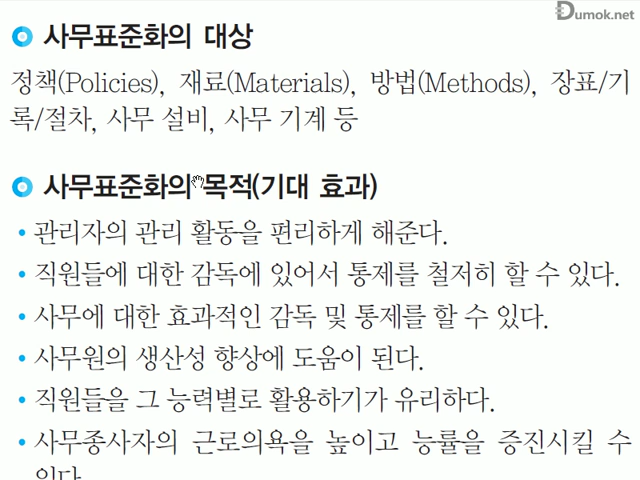 Dumok.net
사무표준화의 대상
정책(Policies), 재료(Materials), 방법(Methods), 장표/기
록/절차, 사무 설비, 사무 기계 등
사무표준화의 목적(기대 효과)
• 관리자의 관리 활동을 편리하게 해준다.
• 직원들에 대한 감독에 있어서 통제를 철저히 할 수 있다.
• 사무에 대한 효과적인 감독 및 통제를 할 수 있다.
• 사무원의 생산성 향상에 도움이 된다.
• 직원들을 그 능력별로 활용하기가 유리하다.
• 사무종사자의 근로의욕을 높이고 능률을 증진시킬 수
있다